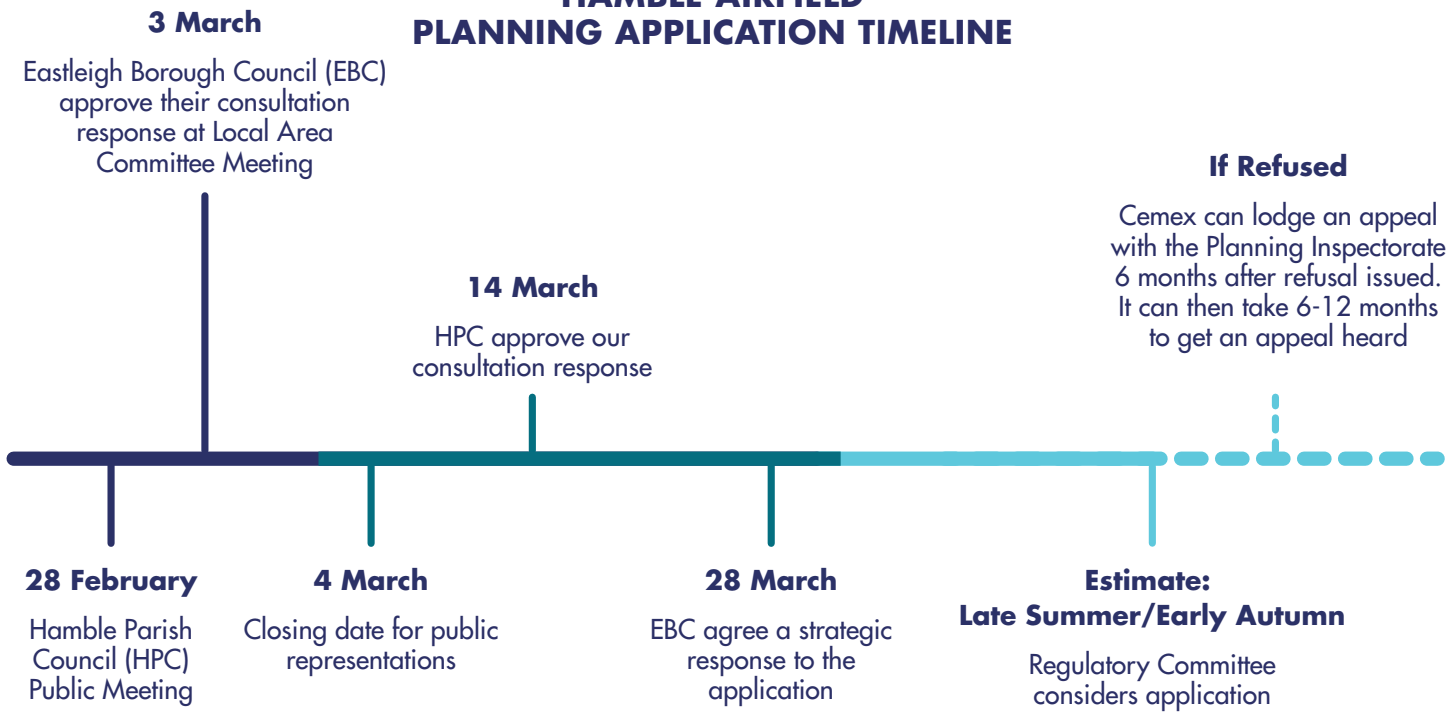 HAMBLE AIRFIELD
PLANNING APPLICATION TIMELINE
3 March
Eastleigh Borough Council (EBC)
approve their consultation
response at Local Area
Committee Meeting
14 March
HPC approve our
consultation response
If Refused
Cemex can lodge an appeal
with the Planning Inspectorate
6 months after refusal issued.
It can then take 6-12 months
to get an appeal heard
28 February
Hamble Parish
Council (HPC)
Public Meeting
4 March
Closing date for public
representations
28 March
EBC agree a strategic
response to the
application
Estimate:
Late Summer/Early Autumn
Regulatory Committee
considers application